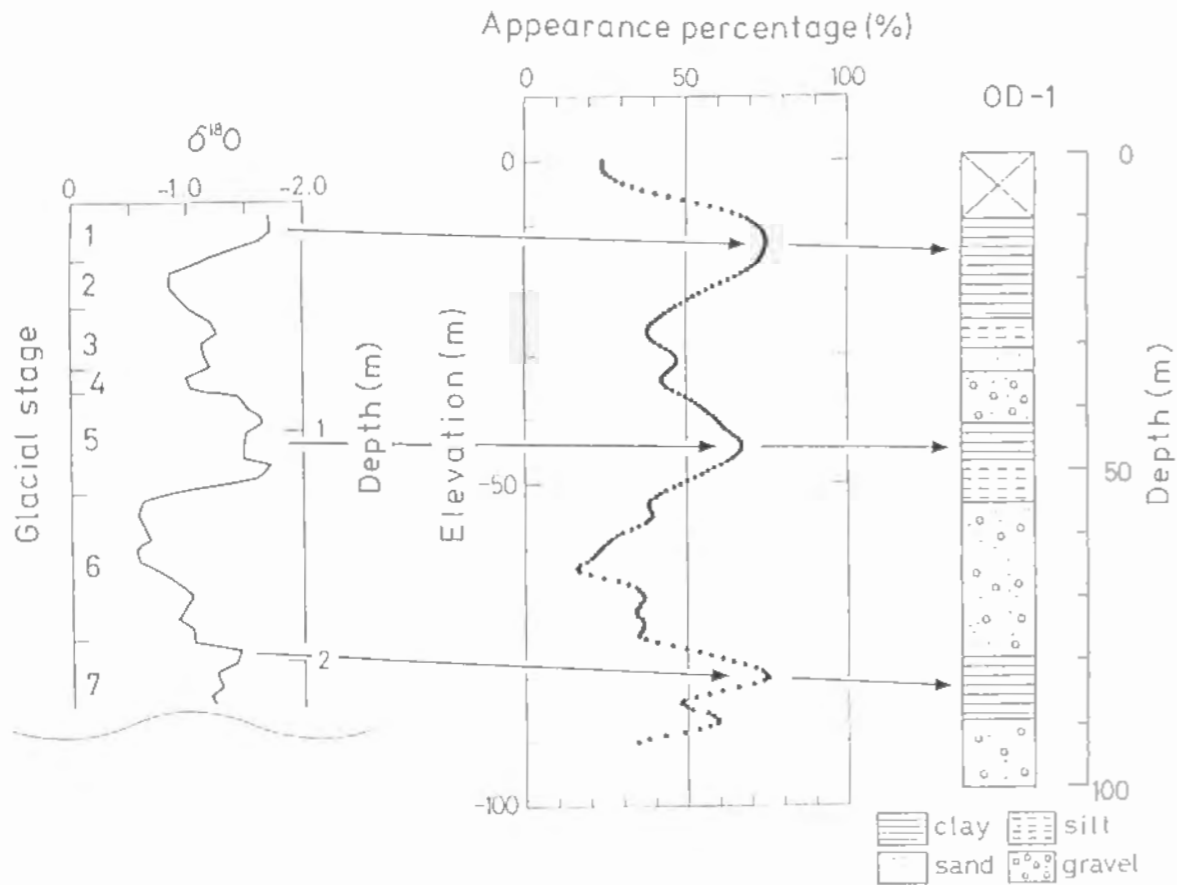 Appearance percentage (%)
0 50 100
OD-1
δ¹⁸O
0 -1.0 -2.0
Glacial stage
1
2
3
4
5
6
7
Depth (m)
1
2
Elevation (m)
0
-50
-100
Depth (m)
0
50
100
clay silt
sand gravel